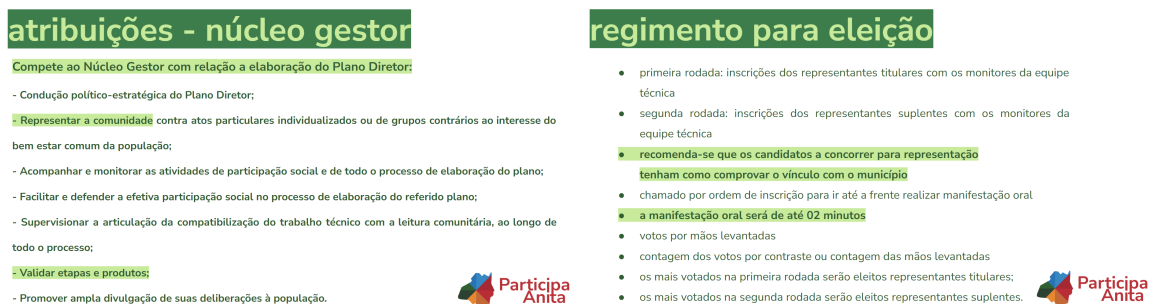 atribuições - núcleo gestor
Compete ao Núcleo Gestor com relação a elaboração do Plano Diretor:
- Condução político-estratégica do Plano Diretor;
- Representar a comunidade contra atos particulares individualizados ou de grupos contrários ao interesse do
bem estar comum da população;
- Acompanhar e monitorar as atividades de participação social e de todo o processo de elaboração do plano;
- Facilitar e defender a efetiva participação social no processo de elaboração do referido plano;
- Supervisionar a articulação da compatibilização do trabalho técnico com a leitura comunitária, ao longo de
todo o processo;
- Validar etapas e produtos;
- Promover ampla divulgação de suas deliberações à população.
Participa
Anita
regimento para eleição
● primeira rodada: inscrições dos representantes titulares com os monitores da equipe
técnica
● segunda rodada: inscrições dos representantes suplentes com os monitores da
equipe técnica
● recomenda-se que os candidatos a concorrer para representação
tenham como comprovar o vínculo com o município
● chamado por ordem de inscrição para ir até a frente realizar manifestação oral
● a manifestação oral será de até 02 minutos
● votos por mãos levantadas
● contagem dos votos por contraste ou contagem das mãos levantadas
● os mais votados na primeira rodada serão eleitos representantes titulares;
● os mais votados na segunda rodada serão eleitos representantes suplentes.
Participa
Anita